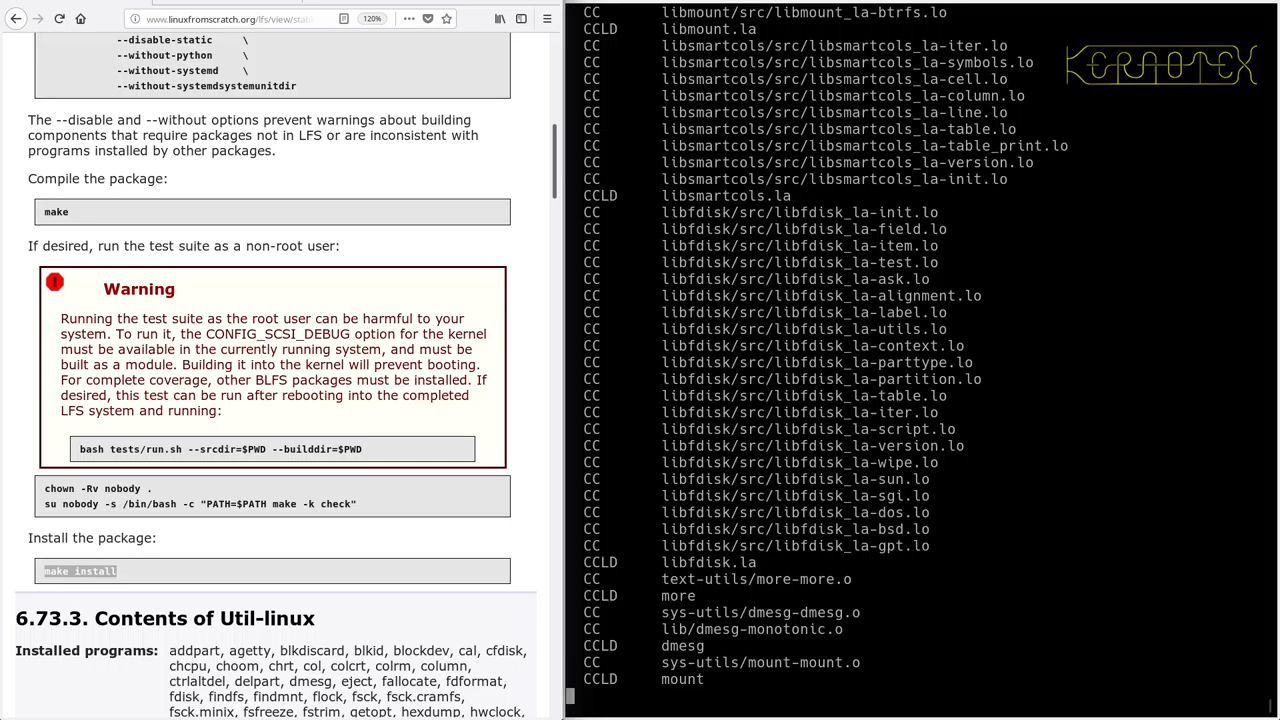 www.linuxfromscratch.org/lfs/view/stab
120%
--disable-static \
--without-python \
--without-systemd \
--without-systemdsystemunitdir
The --disable and --without options prevent warnings about building
components that require packages not in LFS or are inconsistent with
programs installed by other packages.
Compile the package:
make
If desired, run the test suite as a non-root user:
Warning
Running the test suite as the root user can be harmful to your
system. To run it, the CONFIG_SCSI_DEBUG option for the kernel
must be available in the currently running system, and must be
built as a module. Building it into the kernel will prevent booting.
For complete coverage, other BLFS packages must be installed. If
desired, this test can be run after rebooting into the completed
LFS system and running:
bash tests/run.sh --srcdir=$PWD --builddir=$PWD
chown -Rv nobody .
su nobody -s /bin/bash -c "PATH=$PATH make -k check"
Install the package:
make install
6.73.3. Contents of Util-linux
Installed programs: addpart, agetty, blkdiscard, blkid, blockdev, cal, cfdisk,
chcpu, choom, chrt, col, colcrt, colrm, column,
ctrlaltdel, delpart, dmesg, eject, fallocate, fdformat,
fdisk, findfs, findmnt, flock, fsck, fsck.cramfs,
fsck.minix, fsfreeze, fstrim, getopt, hexdump, hwclock,
CC libmount/src/libmount_la-btrfs.lo
CCLD libmount.la
CC libsmartcols/src/libsmartcols_la-iter.lo
CC libsmartcols/src/libsmartcols_la-symbols.lo
CC libsmartcols/src/libsmartcols_la-cell.lo
CC libsmartcols/src/libsmartcols_la-column.lo
CC libsmartcols/src/libsmartcols_la-line.lo
CC libsmartcols/src/libsmartcols_la-table.lo
CC libsmartcols/src/libsmartcols_la-table_print.lo
CC libsmartcols/src/libsmartcols_la-version.lo
CC libsmartcols/src/libsmartcols_la-init.lo
CCLD libsmartcols.la
CC libfdisk/src/libfdisk_la-init.lo
CC libfdisk/src/libfdisk_la-field.lo
CC libfdisk/src/libfdisk_la-item.lo
CC libfdisk/src/libfdisk_la-test.lo
CC libfdisk/src/libfdisk_la-ask.lo
CC libfdisk/src/libfdisk_la-alignment.lo
CC libfdisk/src/libfdisk_la-label.lo
CC libfdisk/src/libfdisk_la-utils.lo
CC libfdisk/src/libfdisk_la-context.lo
CC libfdisk/src/libfdisk_la-parttype.lo
CC libfdisk/src/libfdisk_la-partition.lo
CC libfdisk/src/libfdisk_la-table.lo
CC libfdisk/src/libfdisk_la-iter.lo
CC libfdisk/src/libfdisk_la-script.lo
CC libfdisk/src/libfdisk_la-version.lo
CC libfdisk/src/libfdisk_la-wipe.lo
CC libfdisk/src/libfdisk_la-sun.lo
CC libfdisk/src/libfdisk_la-sgi.lo
CC libfdisk/src/libfdisk_la-dos.lo
CC libfdisk/src/libfdisk_la-bsd.lo
CC libfdisk/src/libfdisk_la-gpt.lo
CCLD libfdisk.la
CC text-utils/more-more.o
CCLD more
CC sys-utils/dmesg-dmesg.o
CC lib/dmesg-monotonic.o
CCLD dmesg
CC sys-utils/mount-mount.o
CCLD mount